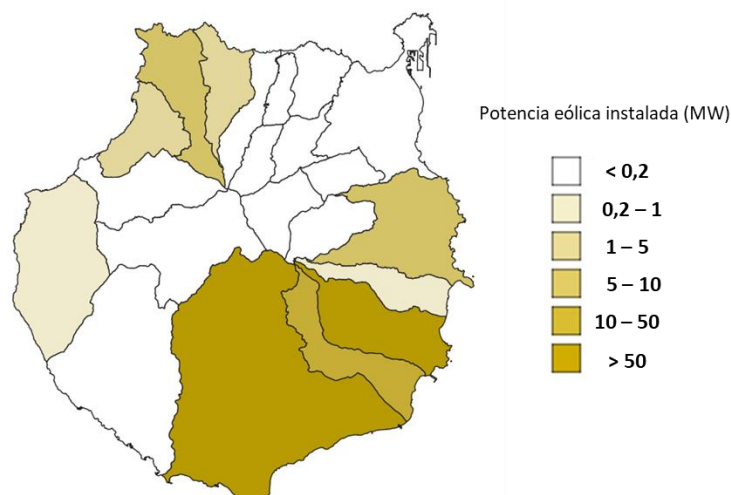 Potencia eólica instalada (MW)
< 0,2
0,2 – 1
1 – 5
5 – 10
10 – 50
> 50